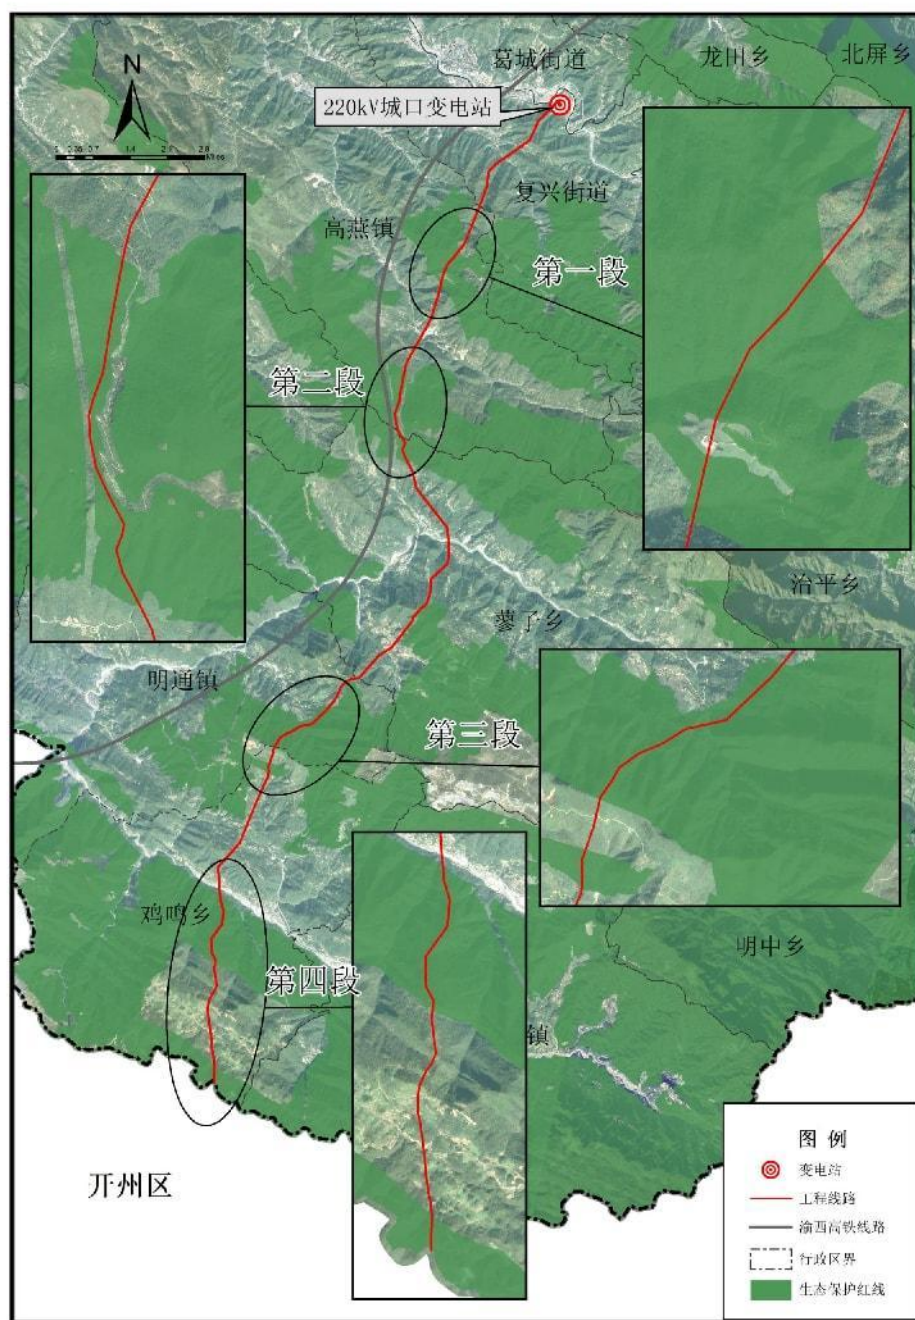 葛城街道
龙田乡
北屏乡
N
220kV城口变电站
复兴街道
高燕镇
第一段
第二段
治平乡
蓼子乡
明通镇
第三段
鸡鸣乡
明中乡
第四段
镇
开州区
图 例
变电站
工程线路
渝西高铁线路
行政区界
生态保护红线